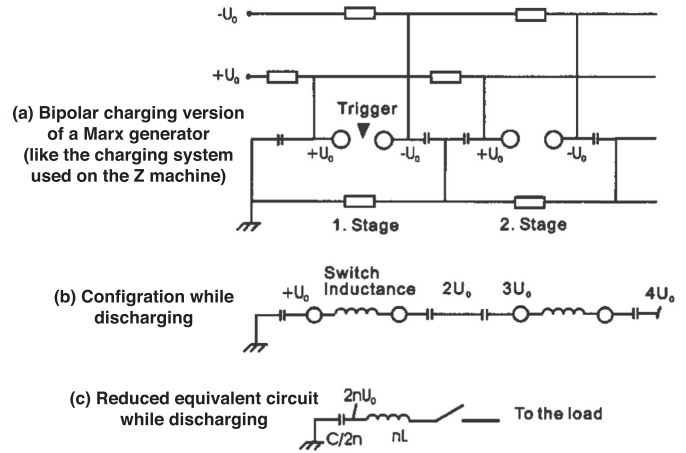 -U₀
+U₀
(a) Bipolar charging version
of a Marx generator
(like the charging system
used on the Z machine)
Trigger
+U₀ -U₀ +U₀ -U₀
1. Stage 2. Stage
(b) Configration while
discharging
+U₀ Switch
Inductance 2U₀ 3U₀ 4U₀
(c) Reduced equivalent circuit
while discharging
2nU₀
C/2n nL
To the load